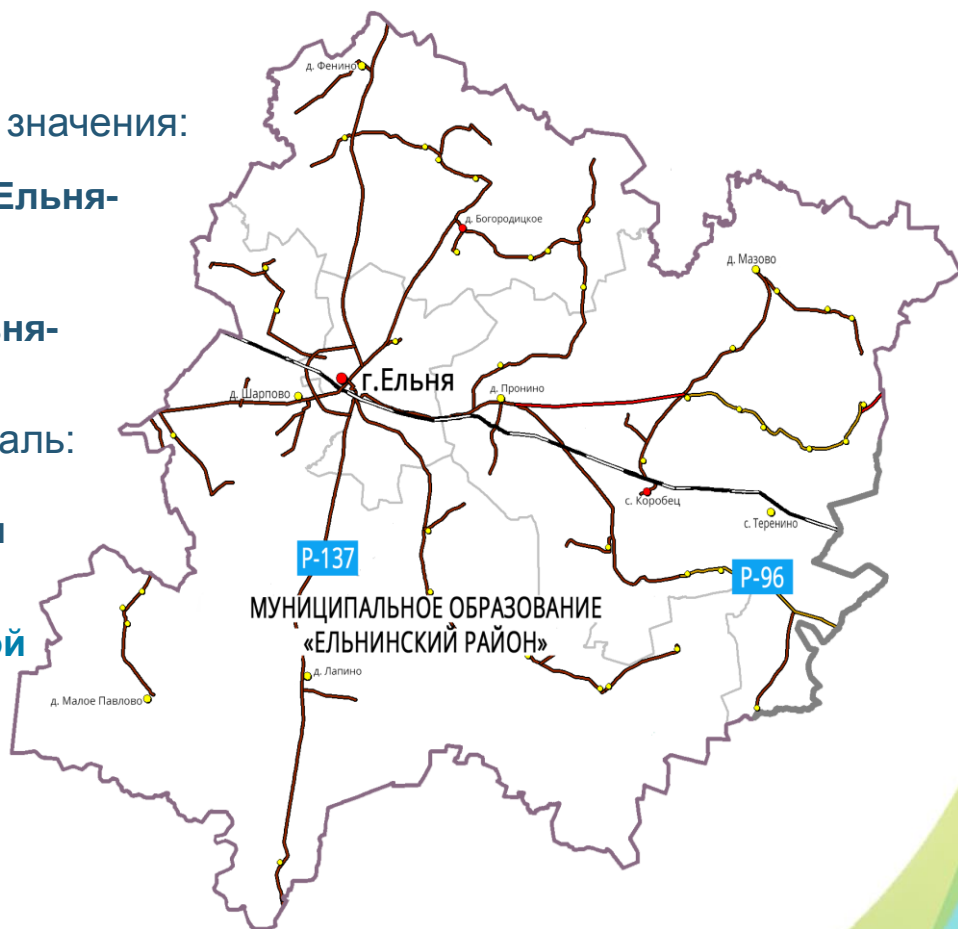 значения:
Ельня-
ня-
аль:
и
ой
д. Фенино
д. Богородицкое
д. Мазово
г.Ельня
д. Шарпово
д. Пронино
с. Коробец
с. Теренино
Р-137
Р-96
МУНИЦИПАЛЬНОЕ ОБРАЗОВАНИЕ
«ЕЛЬНИНСКИЙ РАЙОН»
д. Лапино
д. Малое Павлово